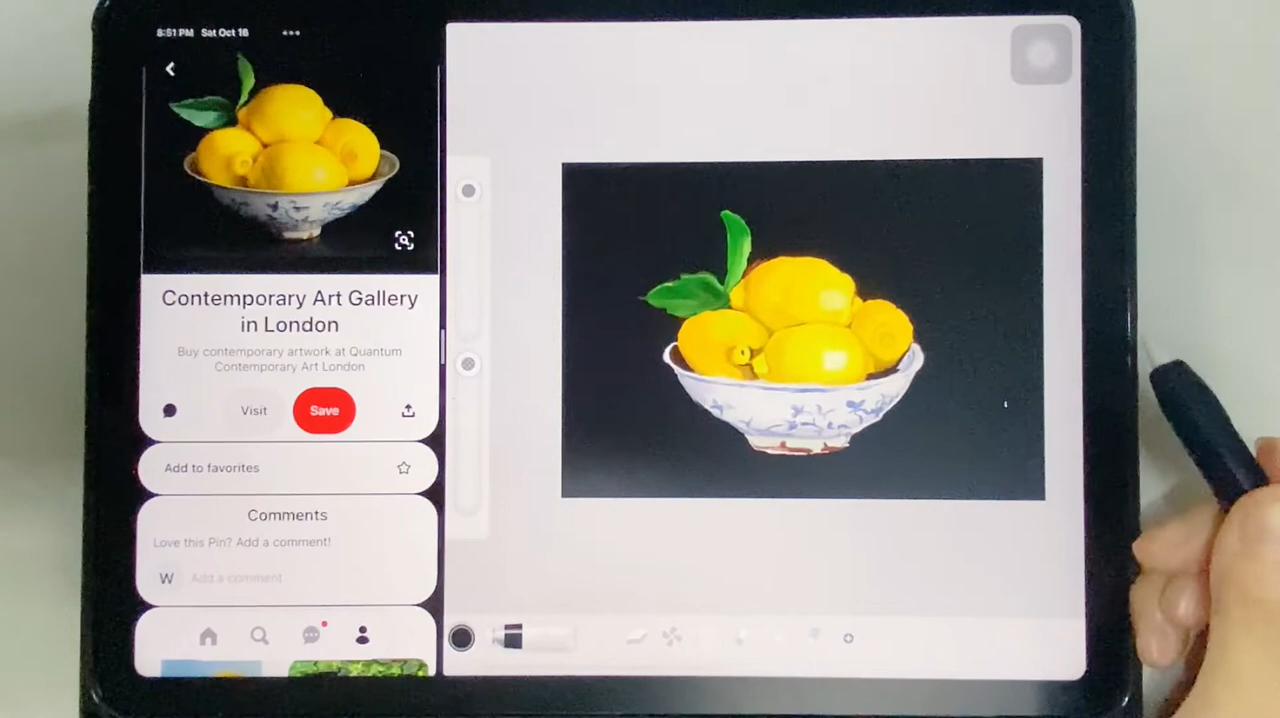 8:51 PM Sat Oct 16
Contemporary Art Gallery
in London
Buy contemporary artwork at Quantum
Contemporary Art London
Visit
Save
Add to favorites
Comments
Love this Pin? Add a comment!
W
Add a comment